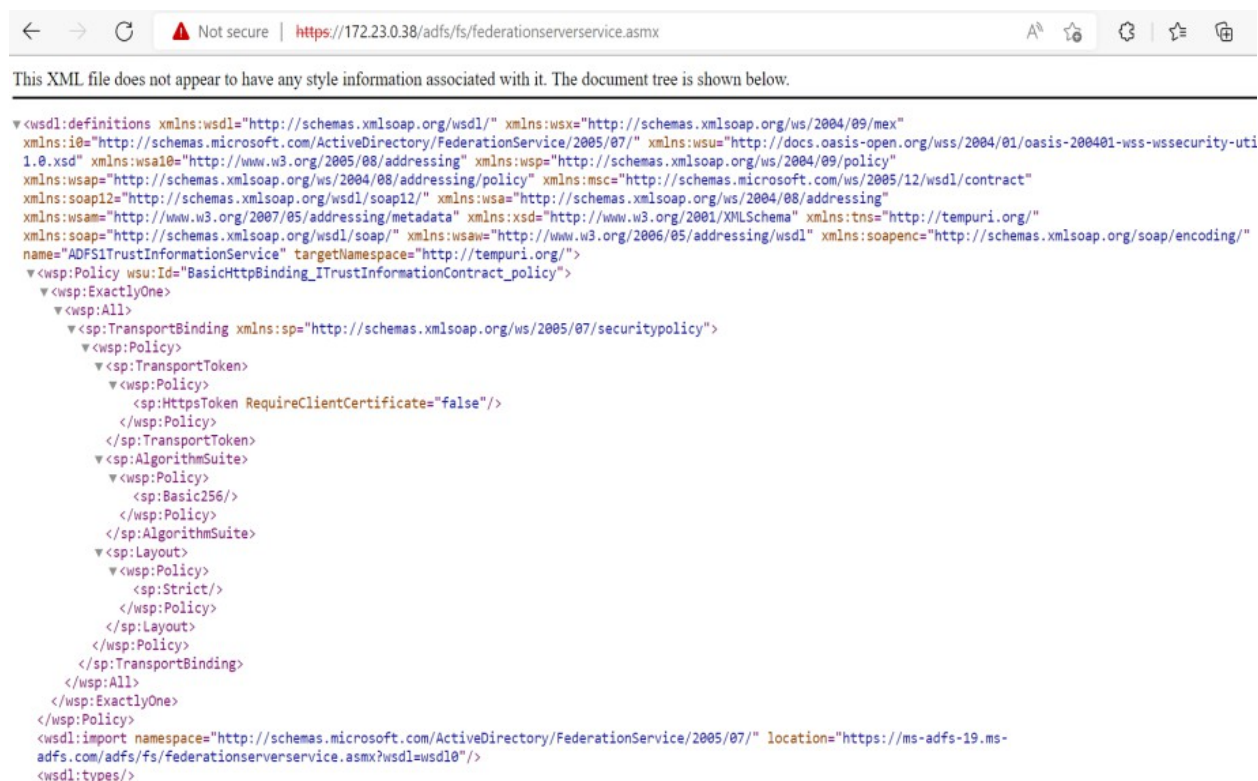 Not secure | https://172.23.0.38/adfs/fs/federationserverservice.asmx
This XML file does not appear to have any style information associated with it. The document tree is shown below.
▼<wsdl:definitions xmlns:wsdl="http://schemas.xmlsoap.org/wsdl/" xmlns:wsx="http://schemas.xmlsoap.org/ws/2004/09/mex"
xmlns:i0="http://schemas.microsoft.com/ActiveDirectory/FederationService/2005/07/" xmlns:wsu="http://docs.oasis-open.org/wss/2004/01/oasis-200401-wss-wssecurity-uti
1.0.xsd" xmlns:wsa10="http://www.w3.org/2005/08/addressing" xmlns:wsp="http://schemas.xmlsoap.org/ws/2004/09/policy"
xmlns:wsap="http://schemas.xmlsoap.org/ws/2004/08/addressing/policy" xmlns:msc="http://schemas.microsoft.com/ws/2005/12/wsdl/contract"
xmlns:soap12="http://schemas.xmlsoap.org/wsdl/soap12/" xmlns:wsa="http://schemas.xmlsoap.org/ws/2004/08/addressing"
xmlns:wsam="http://www.w3.org/2007/05/addressing/metadata" xmlns:xsd="http://www.w3.org/2001/XMLSchema" xmlns:tns="http://tempuri.org/"
xmlns:soap="http://schemas.xmlsoap.org/wsdl/soap/" xmlns:wsaw="http://www.w3.org/2006/05/addressing/wsdl" xmlns:soapenc="http://schemas.xmlsoap.org/soap/encoding/"
name="ADFS1TrustInformationService" targetNamespace="http://tempuri.org/">
▼<wsp:Policy wsu:Id="BasicHttpBinding_ITrustInformationContract_policy">
▼<wsp:ExactlyOne>
▼<wsp:All>
▼<sp:TransportBinding xmlns:sp="http://schemas.xmlsoap.org/ws/2005/07/securitypolicy">
▼<wsp:Policy>
▼<sp:TransportToken>
▼<wsp:Policy>
<sp:HttpsToken RequireClientCertificate="false"/>
</wsp:Policy>
</sp:TransportToken>
▼<sp:AlgorithmSuite>
▼<wsp:Policy>
<sp:Basic256/>
</wsp:Policy>
</sp:AlgorithmSuite>
▼<sp:Layout>
▼<wsp:Policy>
<sp:Strict/>
</wsp:Policy>
</sp:Layout>
</wsp:Policy>
</sp:TransportBinding>
</wsp:All>
</wsp:ExactlyOne>
</wsp:Policy>
<wsdl:import namespace="http://schemas.microsoft.com/ActiveDirectory/FederationService/2005/07/" location="https://ms-adfs-19.ms-
adfs.com/adfs/fs/federationserverservice.asmx?wsdl=wsdl0"/>
<wsdl:types/>